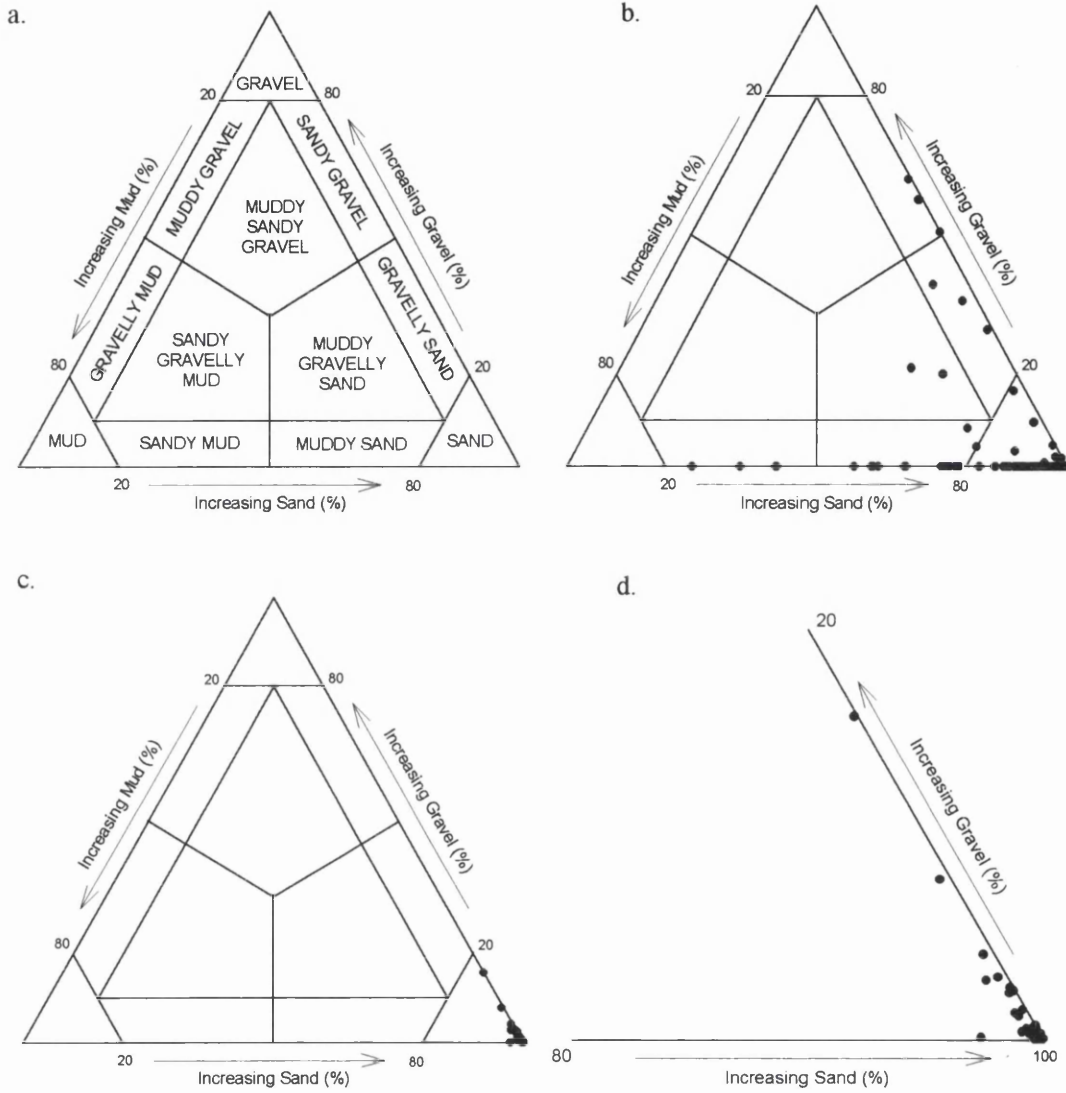 a.
GRAVEL
20
80
MUDDY GRAVEL
SANDY GRAVEL
Increasing Mud (%)
Increasing Gravel (%)
MUDDY
SANDY
GRAVEL
GRAVELLY MUD
GRAVELLY SAND
SANDY
GRAVELLY
MUD
MUDDY
GRAVELLY
SAND
80
20
MUD
SANDY MUD
MUDDY SAND
SAND
20
80
Increasing Sand (%)
b.
20
80
Increasing Mud (%)
Increasing Gravel (%)
80
20
20
80
Increasing Sand (%)
c.
20
80
Increasing Mud (%)
Increasing Gravel (%)
80
20
20
80
Increasing Sand (%)
d.
20
Increasing Gravel (%)
80
100
Increasing Sand (%)